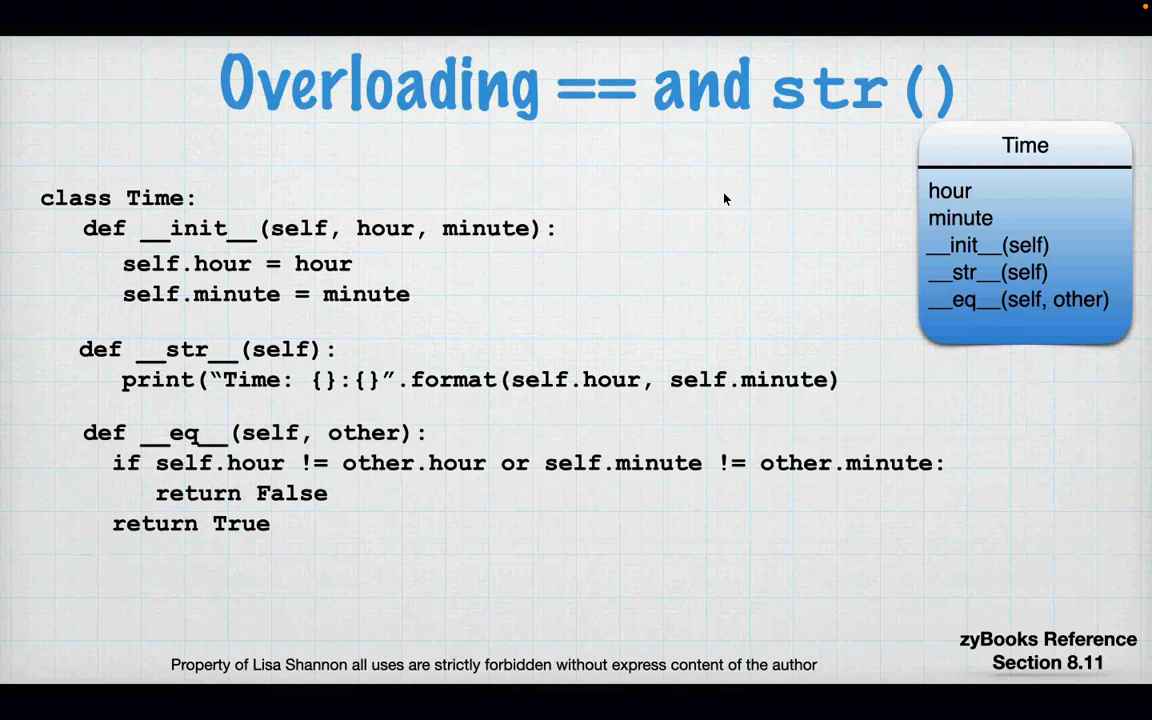 Overloading == and str()
Time
hour
minute
__init__(self)
__str__(self)
__eq__(self, other)
class Time:
def __init__(self, hour, minute):
self.hour = hour
self.minute = minute
def __str__(self):
print(“Time: {}:{}”.format(self.hour, self.minute)
def __eq__(self, other):
if self.hour != other.hour or self.minute != other.minute:
return False
return True
zyBooks Reference
Section 8.11
Property of Lisa Shannon all uses are strictly forbidden without express content of the author